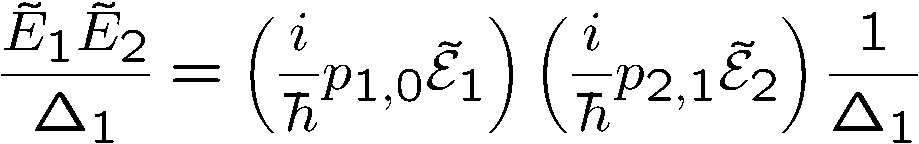 \frac{\tilde{E}_1 \tilde{E}_2}{\Delta_1} = \left( \frac{i}{\hbar} p_{1,0} \tilde{\mathcal{E}}_1 \right) \left( \frac{i}{\hbar} p_{2,1} \tilde{\mathcal{E}}_2 \right) \frac{1}{\Delta_1}